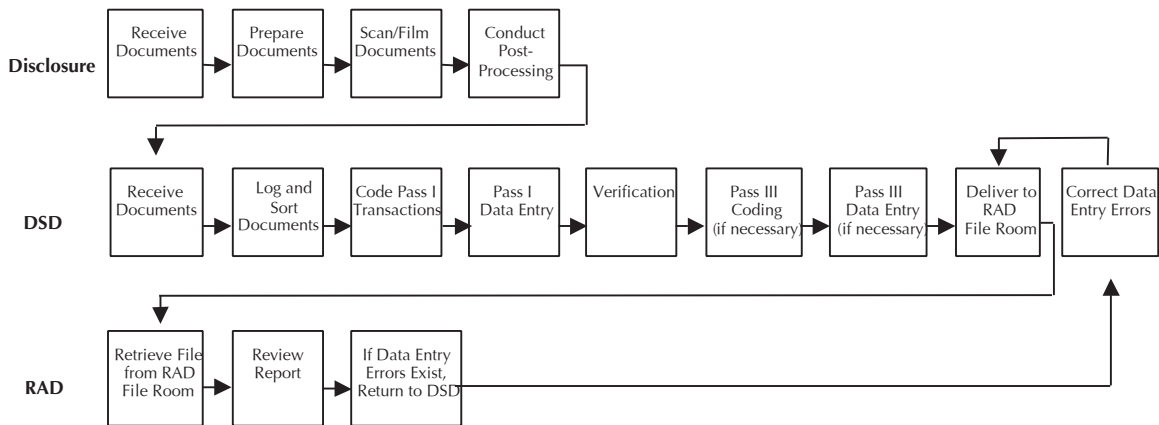 Disclosure
Receive
Documents
Prepare
Documents
Scan/Film
Documents
Conduct
Post-
Processing
DSD
Receive
Documents
Log and
Sort
Documents
Code Pass I
Transactions
Pass I
Data Entry
Verification
Pass III
Coding
(if necessary)
Pass III
Data Entry
(if necessary)
Deliver to
RAD
File Room
Correct Data
Entry Errors
RAD
Retrieve File
from RAD
File Room
Review
Report
If Data Entry
Errors Exist,
Return to DSD